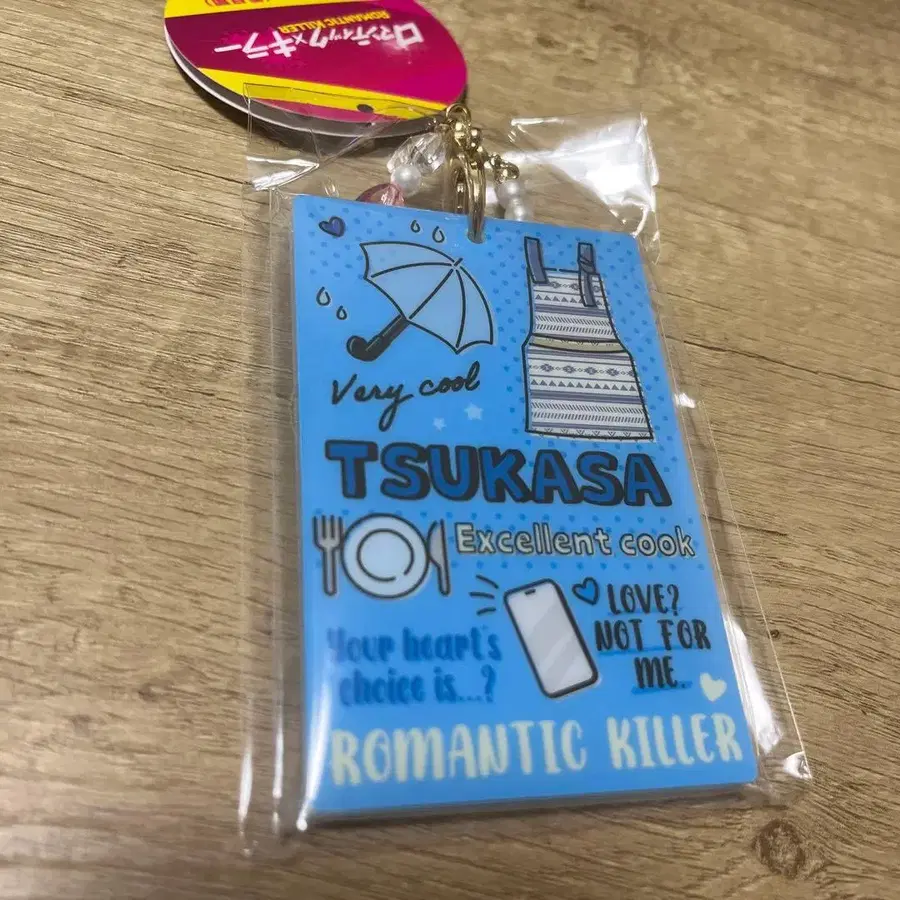 ロマンティック×キラー
ROMANTIC KILLER
Very cool
TSUKASA
Excellent cook
LOVE?
NOT FOR
ME...
Your heart's
choice is...?
ROMANTIC KILLER